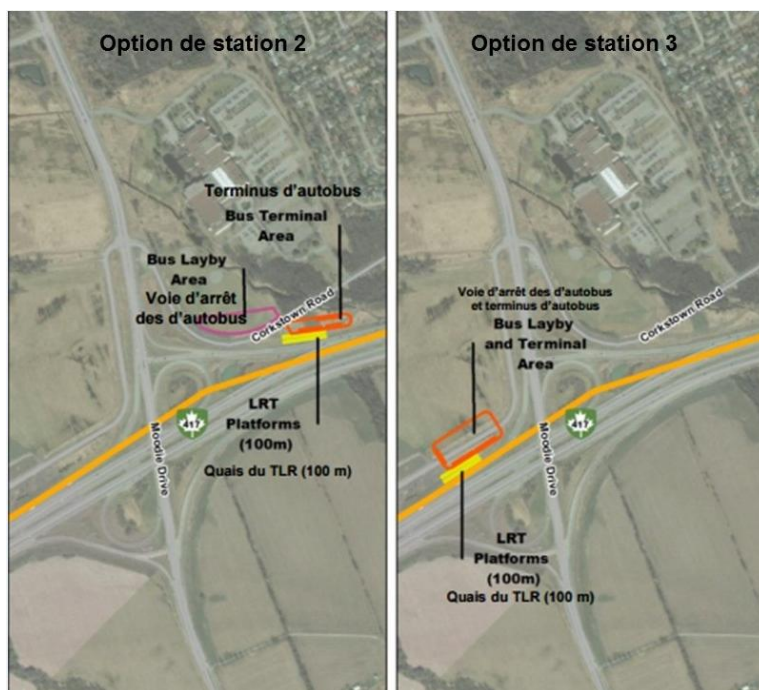 Option de station 2
Terminus d'autobus
Bus Terminal
Area
Bus Layby
Area
Voie d'arrêt
des d'autobus
Corkstown Road
LRT
Platforms
(100m)
Quais du TLR (100 m)
417
Moodie Drive
Option de station 3
Voie d'arrêt des d'autobus
et terminus d'autobus
Bus Layby
and Terminal
Area
Corkstown Road
417
Moodie Drive
LRT
Platforms
(100m)
Quais du TLR (100 m)